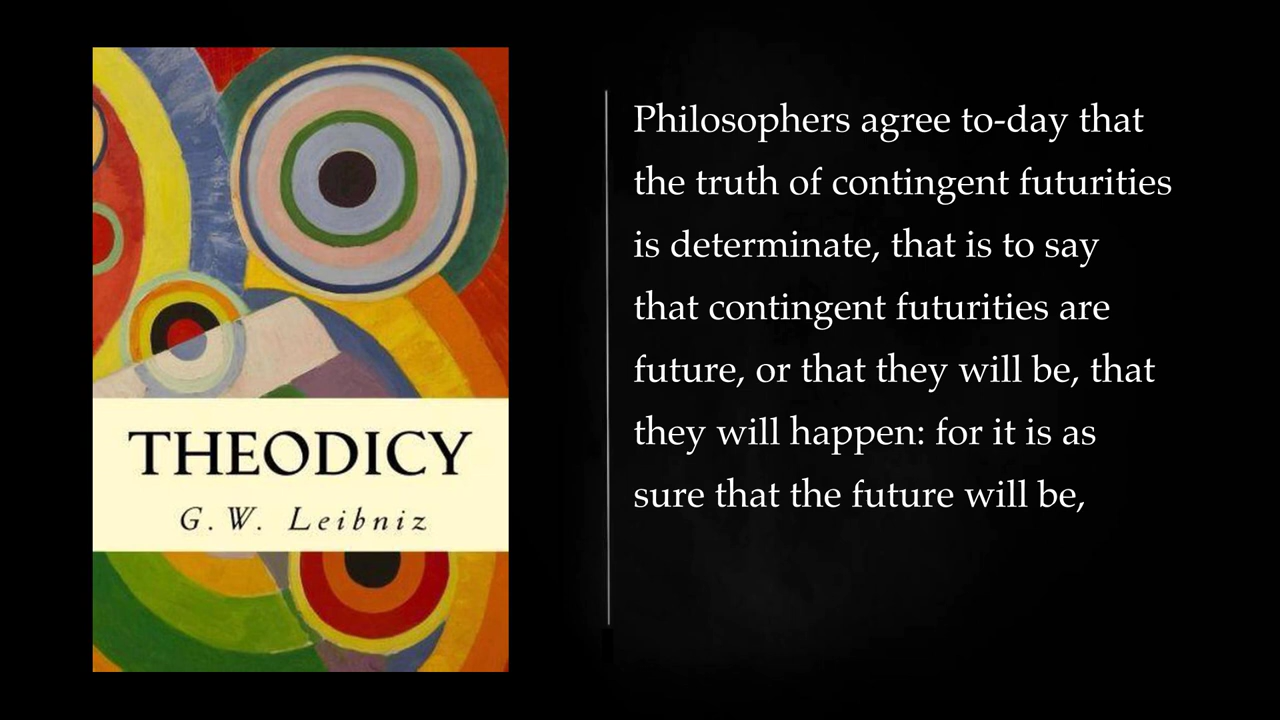 THEODICY
G. W. Leibniz
Philosophers agree to-day that
the truth of contingent futurities
is determinate, that is to say
that contingent futurities are
future, or that they will be, that
they will happen: for it is as
sure that the future will be,